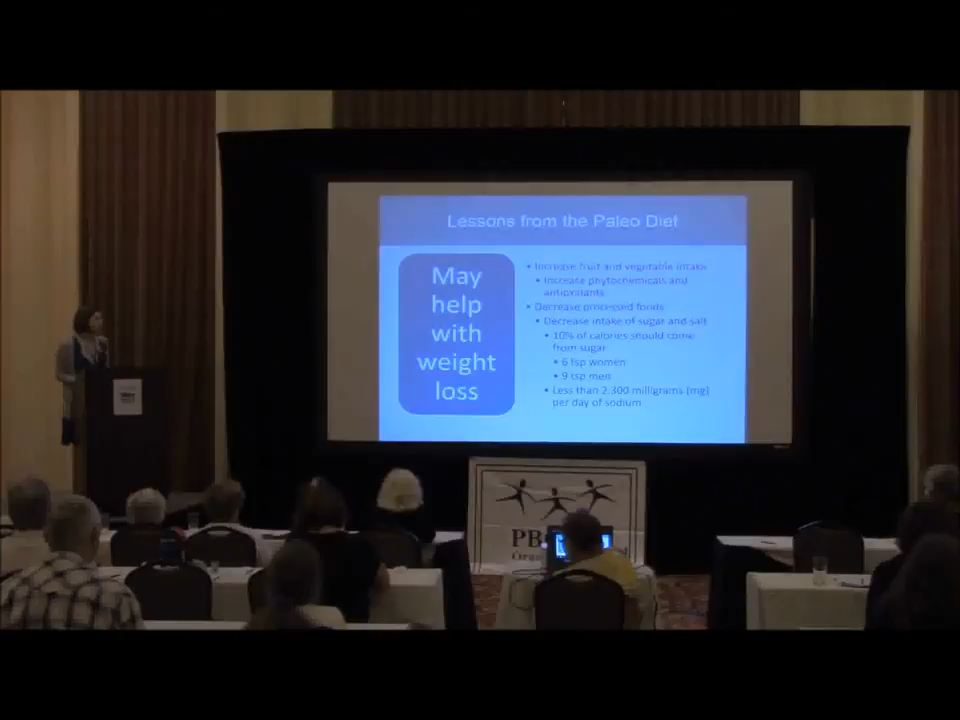 Lessons from the Paleo Diet
May
help
with
weight
loss
• Increase fruit and vegetable intake
• Increase phytochemicals and
antioxidants
• Decrease processed foods
• Decrease intake of sugar and salt
• 10% of calories should come
from sugar
• 6 tsp women
• 9 tsp men
• Less than 2,300 milligrams (mg)
per day of sodium
PB